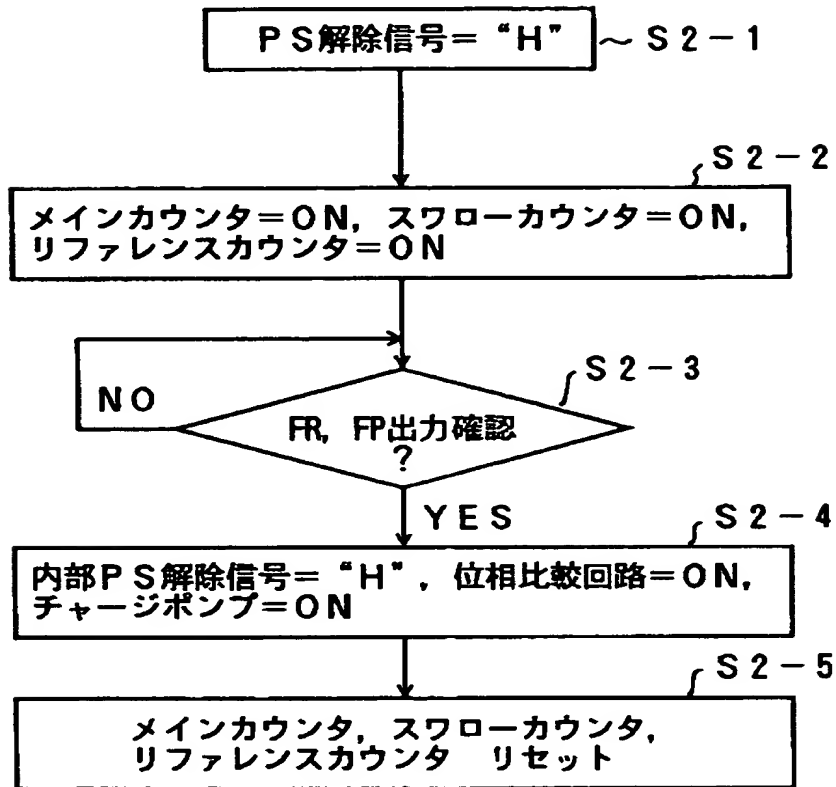 ＰＳ解除信号＝“Ｈ”
Ｓ２－１
Ｓ２－２
メインカウンタ＝ＯＮ，スワローカウンタ＝ＯＮ，
リファレンスカウンタ＝ＯＮ
Ｓ２－３
ＮＯ
FR，FP出力確認
？
ＹＥＳ
Ｓ２－４
内部ＰＳ解除信号＝“Ｈ”，位相比較回路＝ＯＮ，
チャージポンプ＝ＯＮ
Ｓ２－５
メインカウンタ，スワローカウンタ，
リファレンスカウンタ　リセット